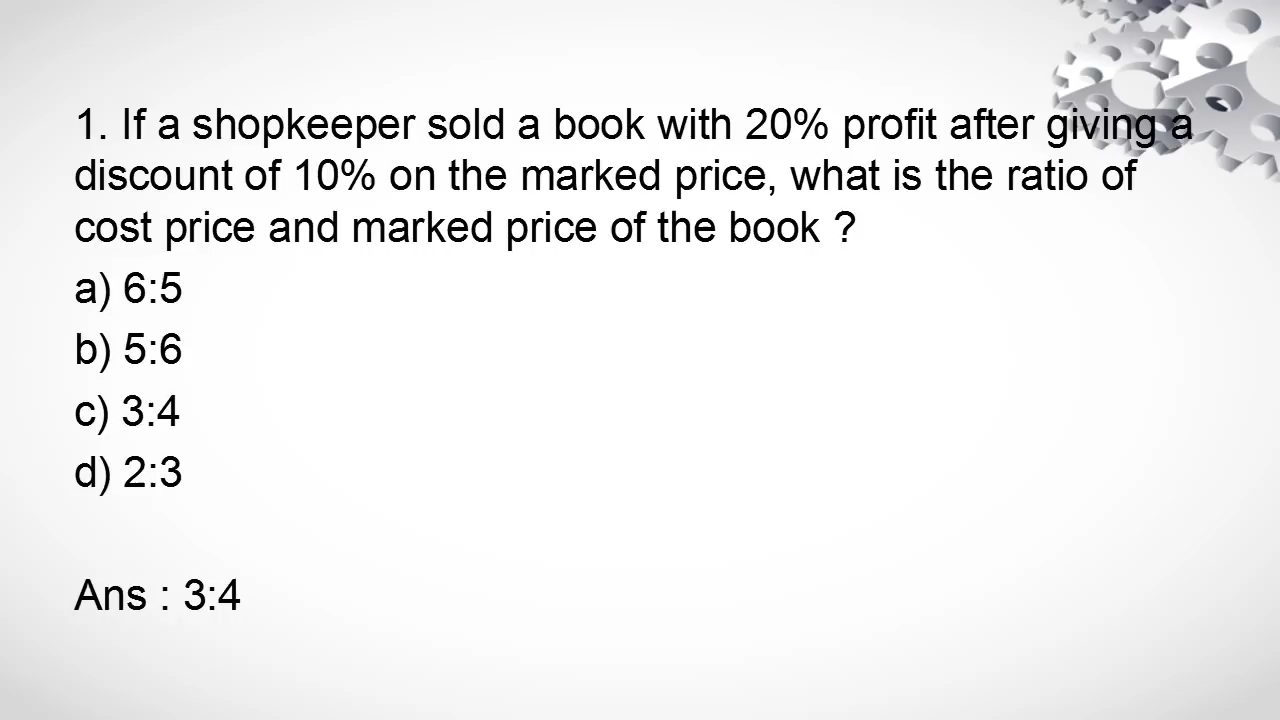 1. If a shopkeeper sold a book with 20% profit after giving a
discount of 10% on the marked price, what is the ratio of
cost price and marked price of the book ?
a) 6:5
b) 5:6
c) 3:4
d) 2:3
Ans : 3:4